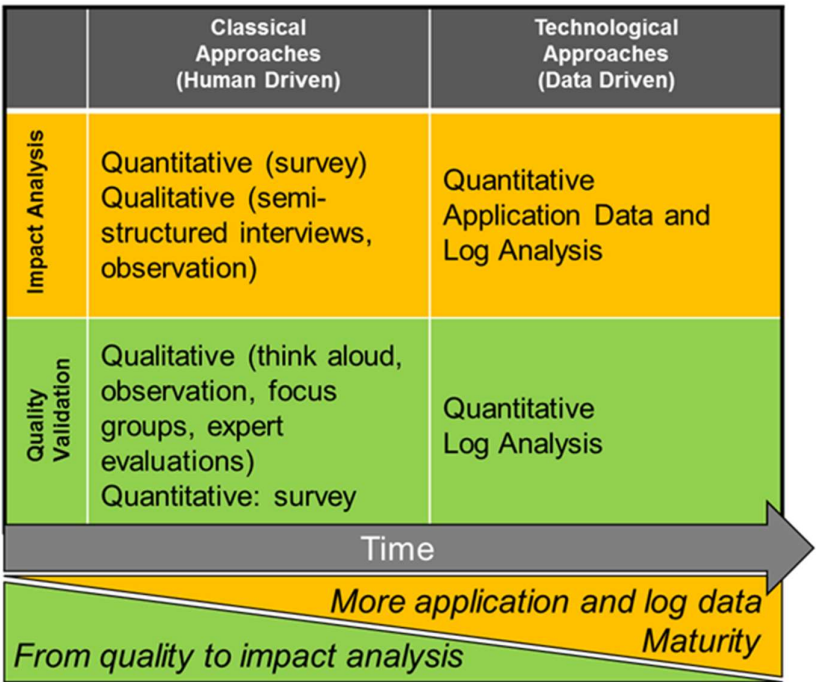 Classical
Approaches
(Human Driven)
Technological
Approaches
(Data Driven)
Impact Analysis
Quantitative (survey)
Qualitative (semi-
structured interviews,
observation)
Quantitative
Application Data and
Log Analysis
Quality
Validation
Qualitative (think aloud,
observation, focus
groups, expert
evaluations)
Quantitative: survey
Quantitative
Log Analysis
Time
More application and log data
Maturity
From quality to impact analysis